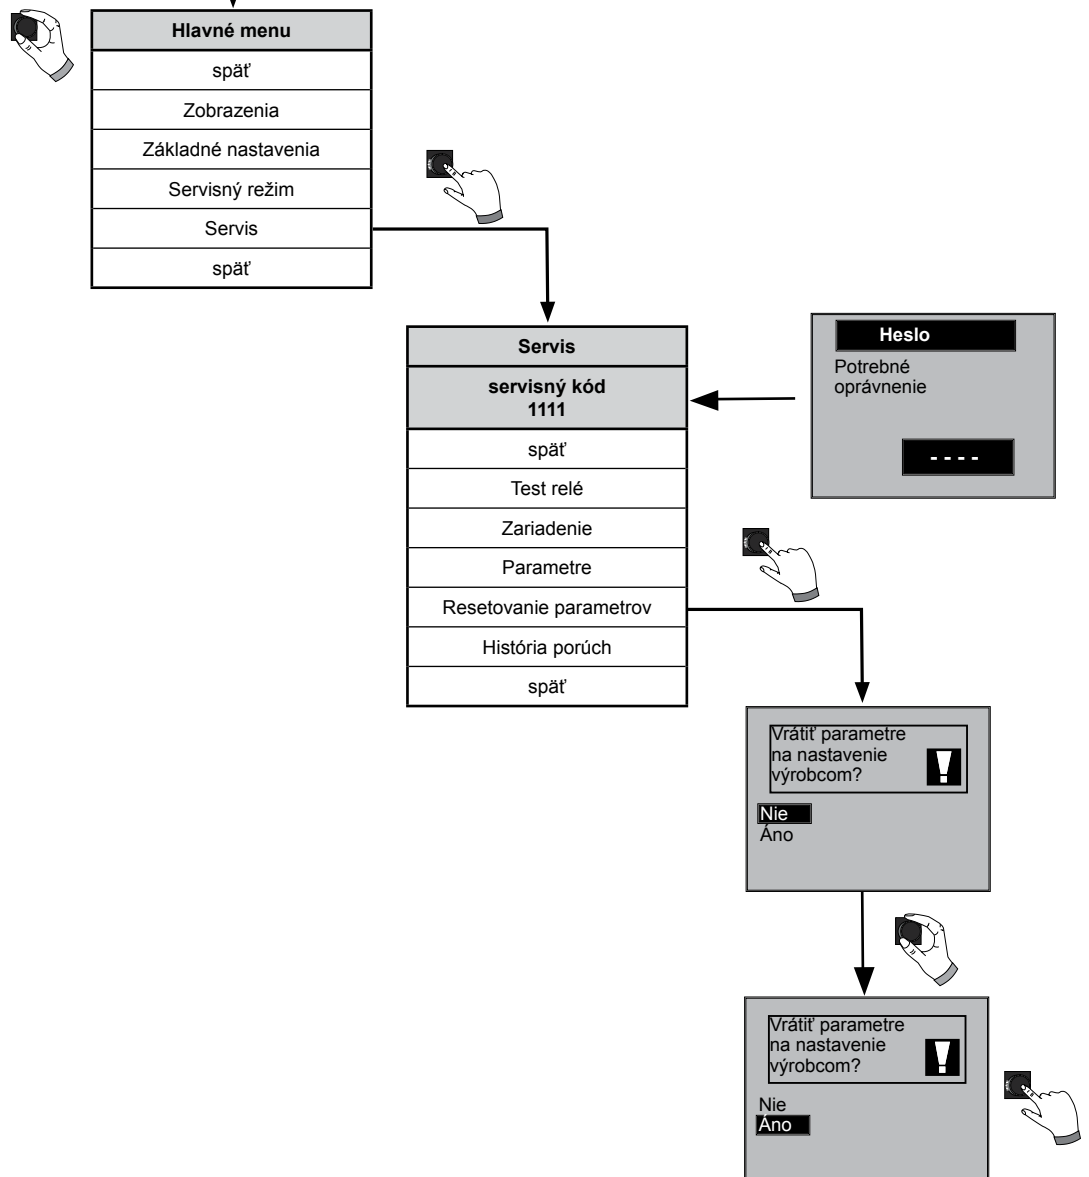 Hlavné menu
späť
Zobrazenia
Základné nastavenia
Servisný režim
Servis
späť
Servis
servisný kód
1111
späť
Test relé
Zariadenie
Parametre
Resetovanie parametrov
História porúch
späť
Heslo
Potrebné
oprávnenie
- - - -
Vrátiť parametre
na nastavenie
výrobcom?
Nie
Áno
Vrátiť parametre
na nastavenie
výrobcom?
Nie
Áno